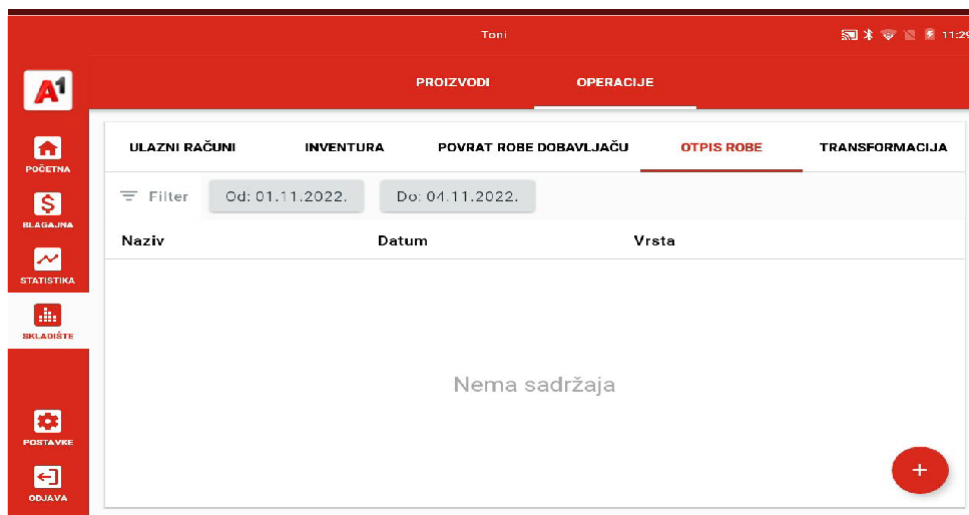 Toni 11:29
A1
PROIZVODI OPERACIJE
ULAZNI RAČUNI INVENTURA POVRAT ROBE DOBAVLJAČU OTPIS ROBE TRANSFORMACIJA
POČETNA
Filter Od: 01.11.2022. Do: 04.11.2022.
BLAGAJNA
Naziv Datum Vrsta
STATISTIKA
SKLADIŠTE
Nema sadržaja
POSTAVKE
ODJAVA